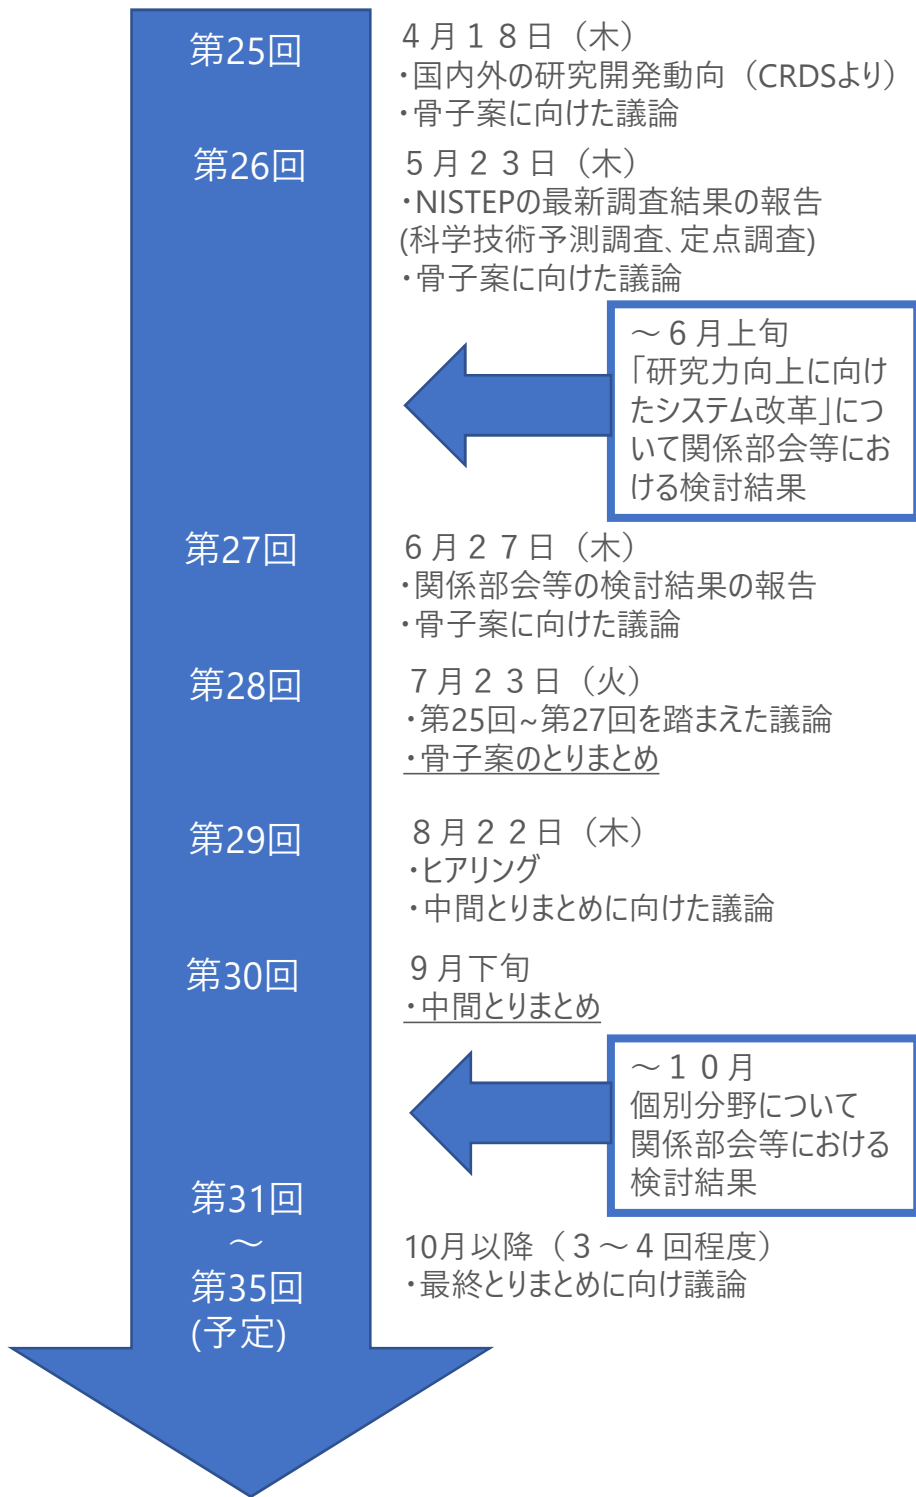 第25回
４月１８日（木）
・国内外の研究開発動向（CRDSより）
・骨子案に向けた議論
第26回
５月２３日（木）
・NISTEPの最新調査結果の報告
(科学技術予測調査､定点調査)
・骨子案に向けた議論
～６月上旬
「研究力向上に向け
たシステム改革」につ
いて関係部会等にお
ける検討結果
第27回
６月２７日（木）
・関係部会等の検討結果の報告
・骨子案に向けた議論
第28回
７月２３日（火）
・第25回~第27回を踏まえた議論
・骨子案のとりまとめ
第29回
８月２２日（木）
・ヒアリング
・中間とりまとめに向けた議論
第30回
９月下旬
・中間とりまとめ
～１０月
個別分野について
関係部会等における
検討結果
第31回
～
第35回
(予定)
10月以降（３～４回程度）
・最終とりまとめに向け議論